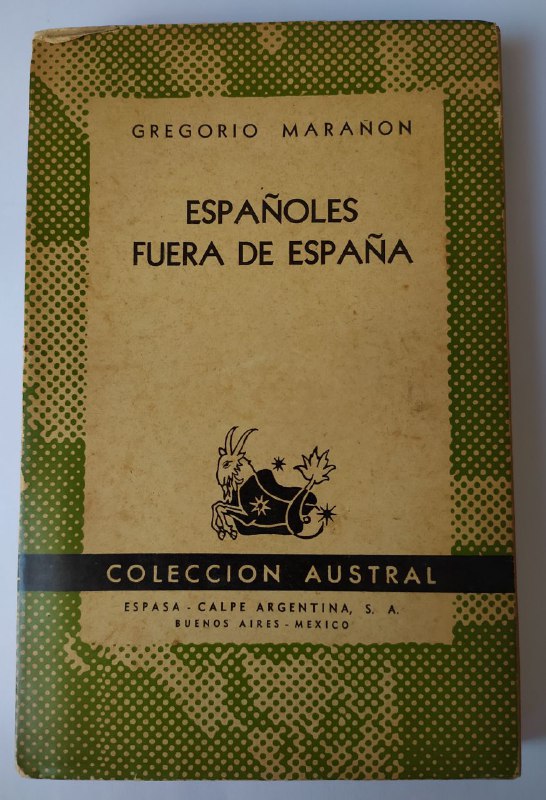 GREGORIO MARAÑON
ESPAÑOLES
FUERA DE ESPAÑA
COLECCION AUSTRAL
ESPASA - CALPE ARGENTINA, S. A.
BUENOS AIRES - MEXICO